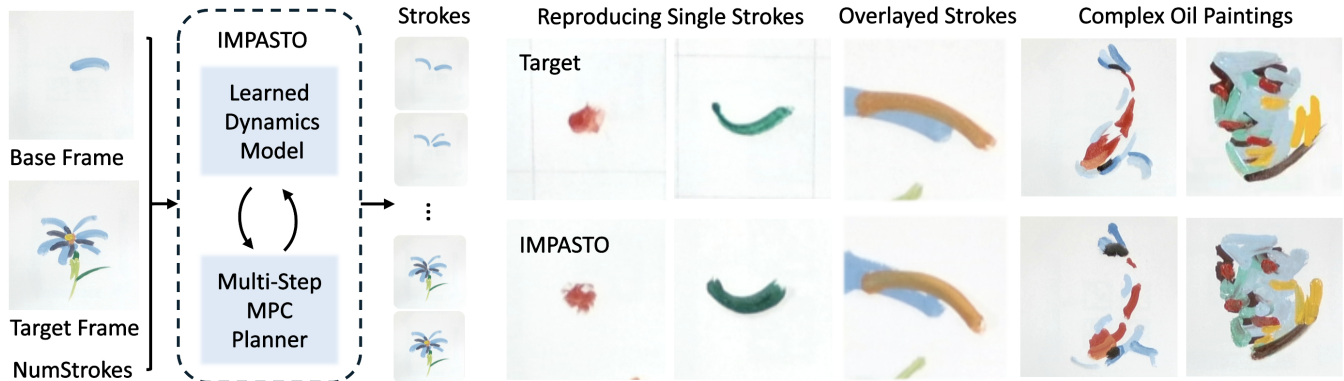 Base Frame
Target Frame
NumStrokes
IMPASTO
Learned
Dynamics
Model
Multi-Step
MPC
Planner
Strokes
...
Reproducing Single Strokes
Overlayed Strokes
Complex Oil Paintings
Target
IMPASTO